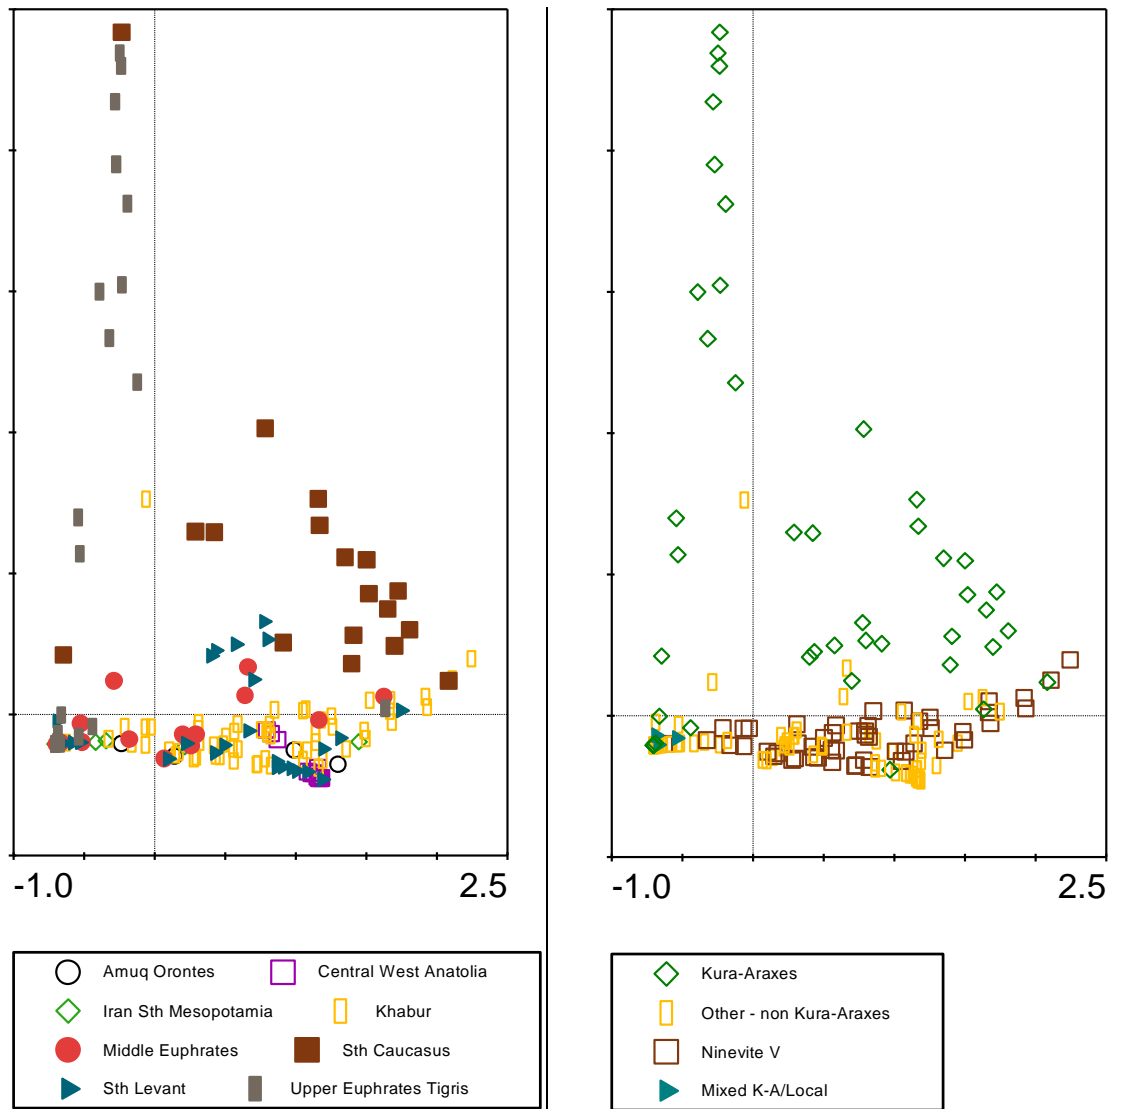 -1.0 2.5
-1.0 2.5
Amuq Orontes Central West Anatolia
Iran Sth Mesopotamia Khabur
Middle Euphrates Sth Caucasus
Sth Levant Upper Euphrates Tigris
Kura-Araxes
Other - non Kura-Araxes
Ninevite V
Mixed K-A/Local